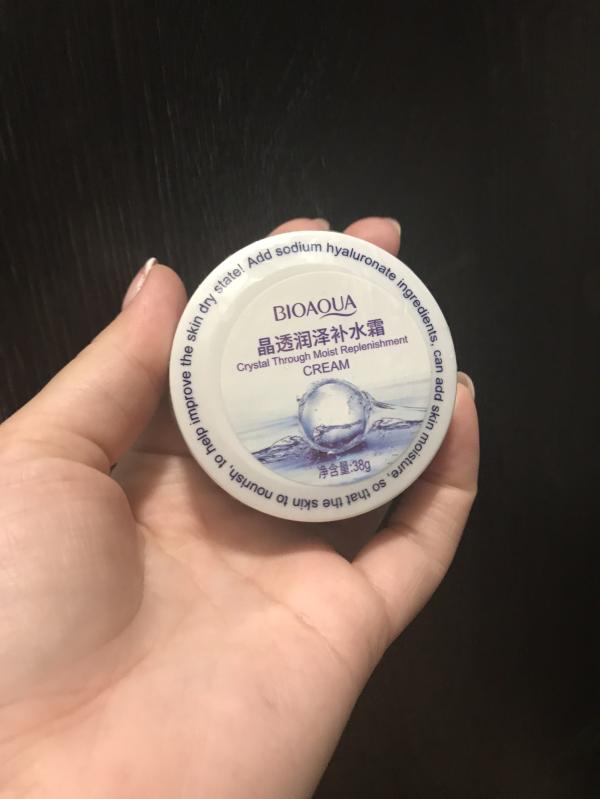 BIOAQUA
晶透润泽补水霜
Crystal Through Moist Replenishment
CREAM
净含量:38g
Add sodium hyaluronate ingredients, can add skin moisture, so that the skin to nourish, to help improve the skin dry state!